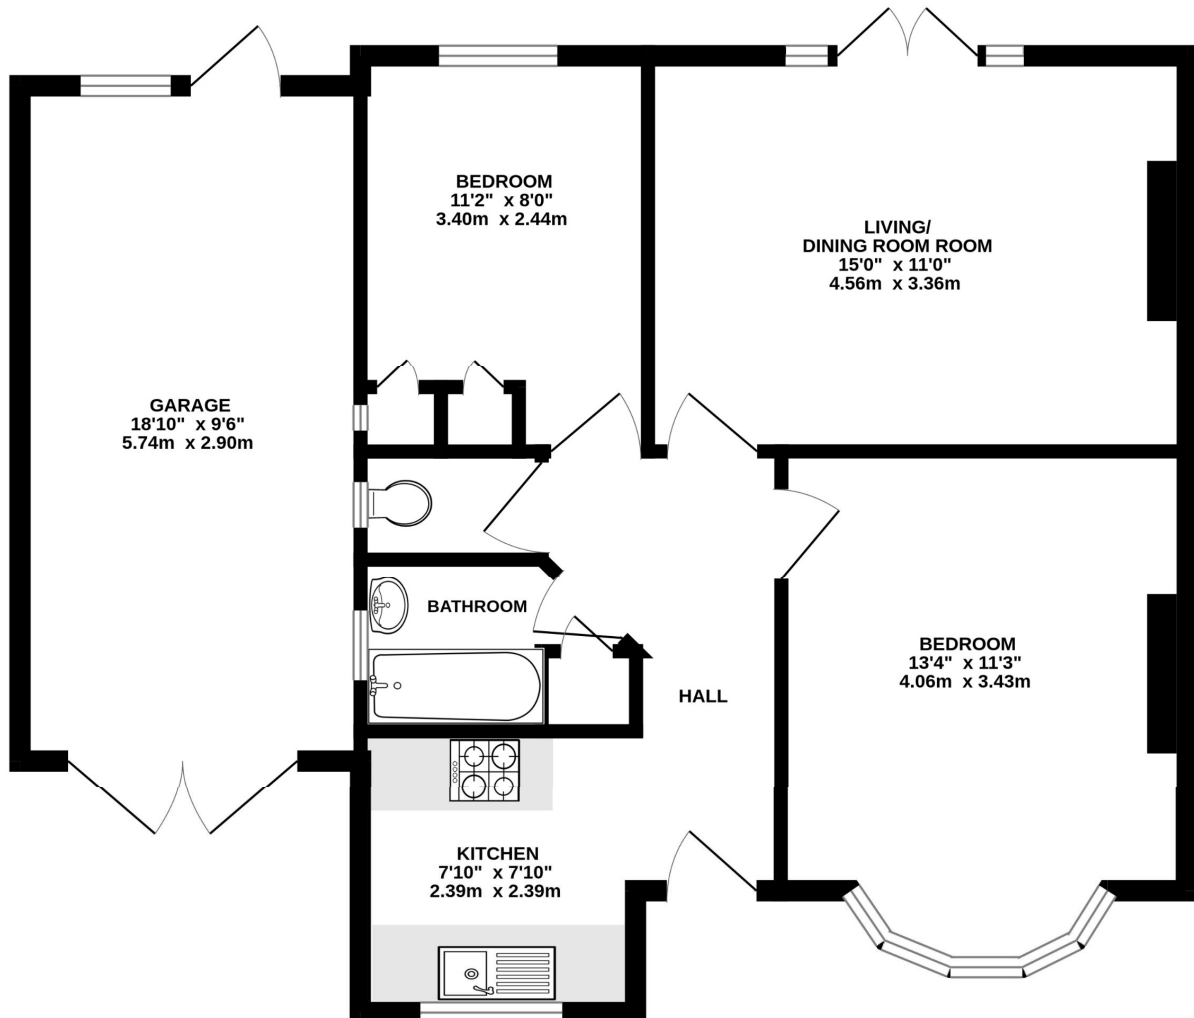 BEDROOM
11'2" x 8'0"
3.40m x 2.44m
LIVING/
DINING ROOM ROOM
15'0" x 11'0"
4.56m x 3.36m
GARAGE
18'10" x 9'6"
5.74m x 2.90m
BATHROOM
BEDROOM
13'4" x 11'3"
4.06m x 3.43m
HALL
KITCHEN
7'10" x 7'10"
2.39m x 2.39m